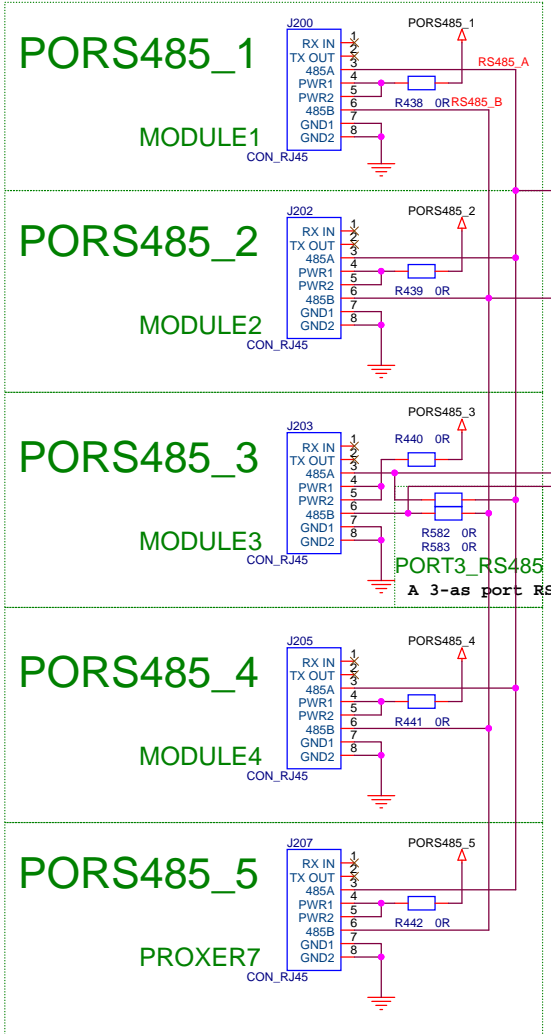 J200
PORS485_1
PORS485_1
RX IN 1
TX OUT 2
485A 3
RS485_A
PWR1 4
PWR2 5
485B 6
R438 0R
RS485_B
GND1 7
MODULE1
GND2 8
CON_RJ45
J202
PORS485_2
PORS485_2
RX IN 1
TX OUT 2
485A 3
PWR1 4
PWR2 5
485B 6
R439 0R
GND1 7
MODULE2
GND2 8
CON_RJ45
J203
PORS485_3
PORS485_3
R440 0R
RX IN 1
TX OUT 2
485A 3
PWR1 4
PWR2 5
485B 6
GND1 7
R582 0R
MODULE3
GND2 8
R583 0R
CON_RJ45
PORT3_RS485
A 3-as port RS
J205
PORS485_4
PORS485_4
RX IN 1
TX OUT 2
485A 3
PWR1 4
PWR2 5
485B 6
R441 0R
GND1 7
MODULE4
GND2 8
CON_RJ45
J207
PORS485_5
PORS485_5
RX IN 1
TX OUT 2
485A 3
PWR1 4
PWR2 5
485B 6
R442 0R
GND1 7
PROXER7
GND2 8
CON_RJ45